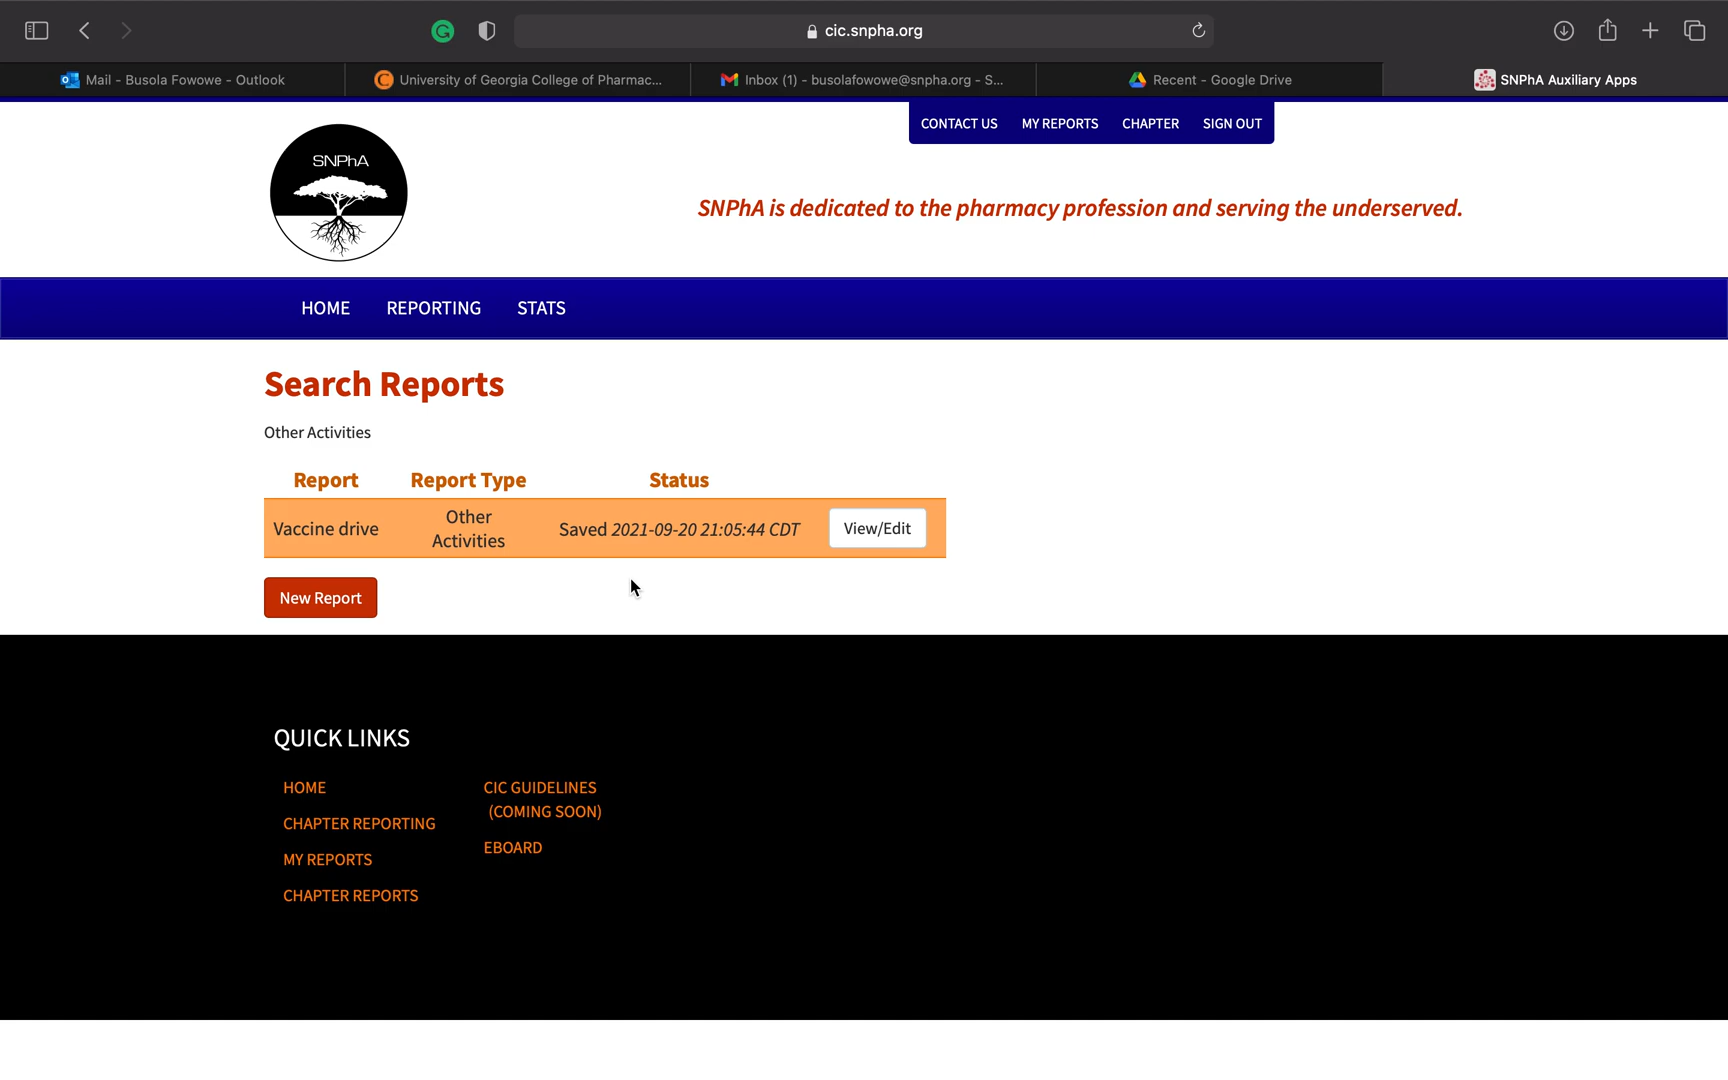 cic.snpha.org
Mail - Busola Fowowe - Outlook
University of Georgia College of Pharmac...
Inbox (1) - busolafowowe@snpha.org - S...
Recent - Google Drive
SNPhA Auxiliary Apps
CONTACT US
MY REPORTS
CHAPTER
SIGN OUT
SNPhA
SNPhA is dedicated to the pharmacy profession and serving the underserved.
HOME
REPORTING
STATS
Search Reports
Other Activities
Report
Report Type
Status
Vaccine drive
Other
Activities
Saved 2021-09-20 21:05:44 CDT
View/Edit
New Report
QUICK LINKS
HOME
CHAPTER REPORTING
MY REPORTS
CHAPTER REPORTS
CIC GUIDELINES
(COMING SOON)
EBOARD